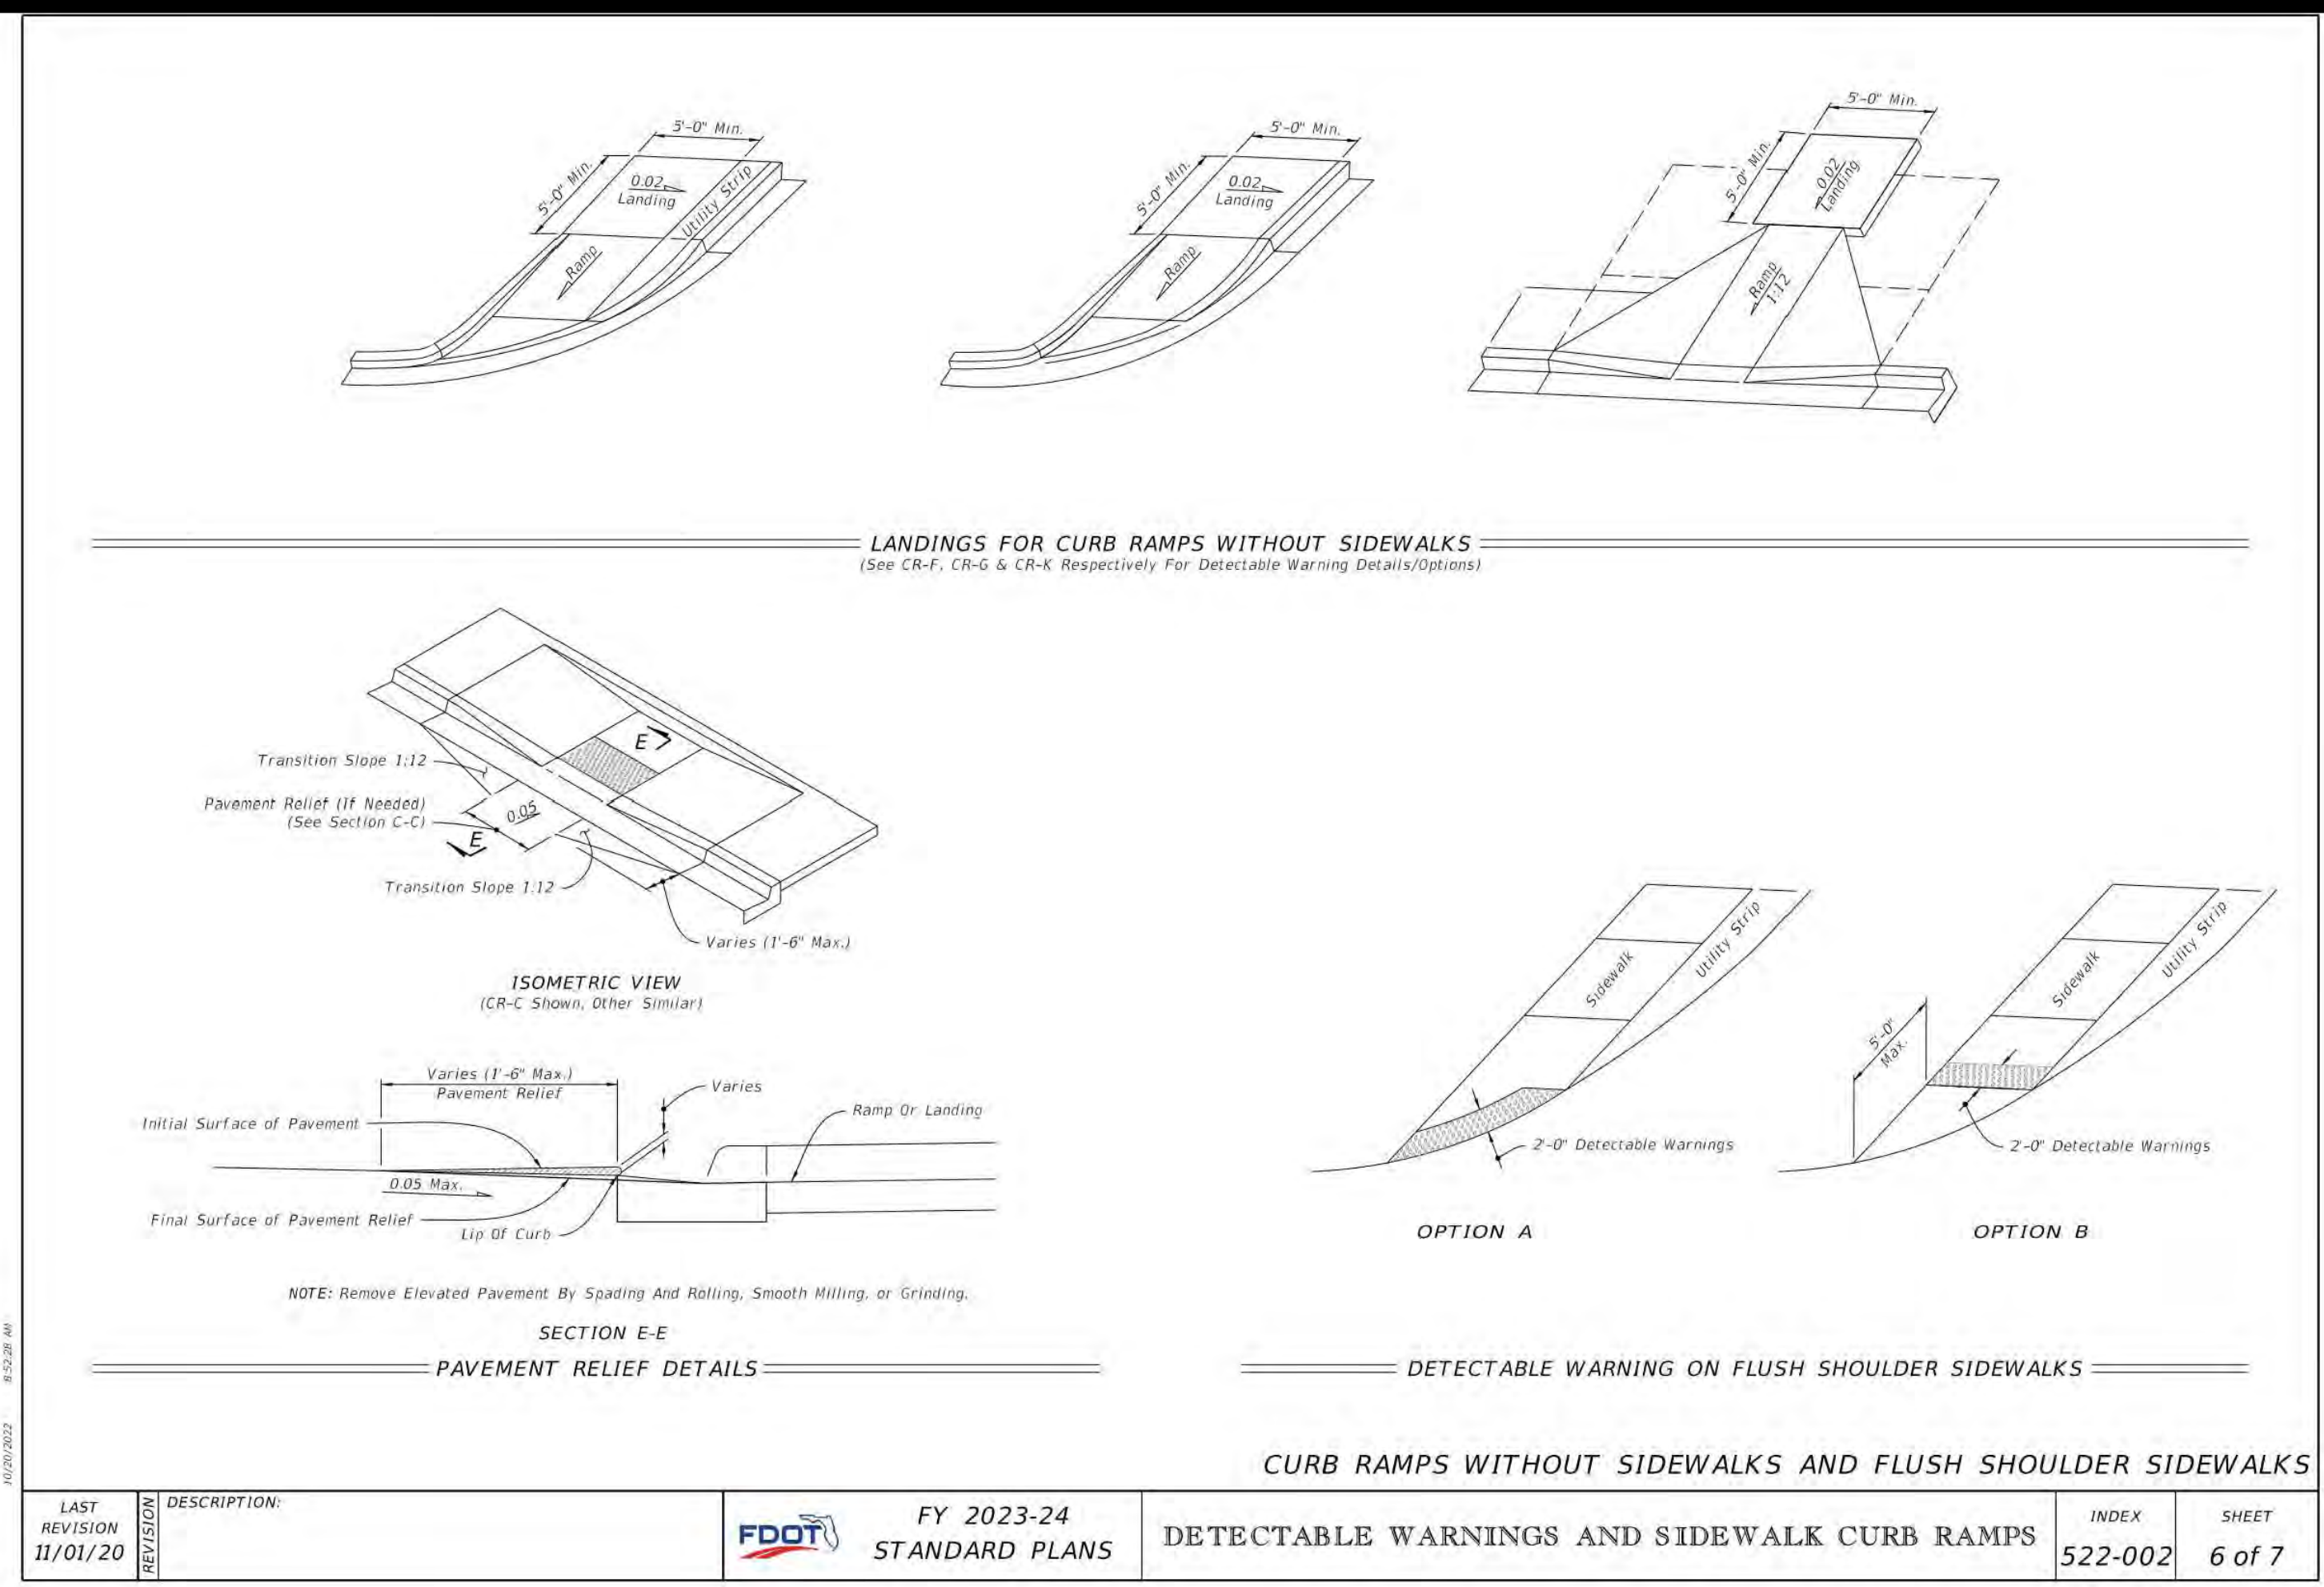 5'-0" Min.
5'-0" Min.
0.02
Landing
Utility Strip
Ramp
5'-0" Min.
5'-0" Min.
0.02
Landing
Ramp
5'-0" Min.
5'-0" Min.
0.02
Landing
Ramp
1:12
LANDINGS FOR CURB RAMPS WITHOUT SIDEWALKS
(See CR-F, CR-G & CR-K Respectively For Detectable Warning Details/Options)
E
Transition Slope 1:12
Pavement Relief (If Needed)
(See Section C-C)
0.05
E
Transition Slope 1:12
Varies (1'-6" Max.)
ISOMETRIC VIEW
(CR-C Shown, Other Similar)
Varies (1'-6" Max.)
Pavement Relief
Varies
Initial Surface of Pavement
Ramp Or Landing
0.05 Max.
Final Surface of Pavement Relief
Lip Of Curb
NOTE: Remove Elevated Pavement By Spading And Rolling, Smooth Milling, or Grinding.
SECTION E-E
PAVEMENT RELIEF DETAILS
Sidewalk
Utility Strip
2'-0" Detectable Warnings
OPTION A
5'-0"
Max.
Sidewalk
Utility Strip
2'-0" Detectable Warnings
OPTION B
DETECTABLE WARNING ON FLUSH SHOULDER SIDEWALKS
CURB RAMPS WITHOUT SIDEWALKS AND FLUSH SHOULDER SIDEWALKS
10/20/2022 8:52:28 AM
LAST
REVISION
11/01/20
REVISION
DESCRIPTION:
FDOT
FY 2023-24
STANDARD PLANS
DETECTABLE WARNINGS AND SIDEWALK CURB RAMPS
INDEX
522-002
SHEET
6 of 7